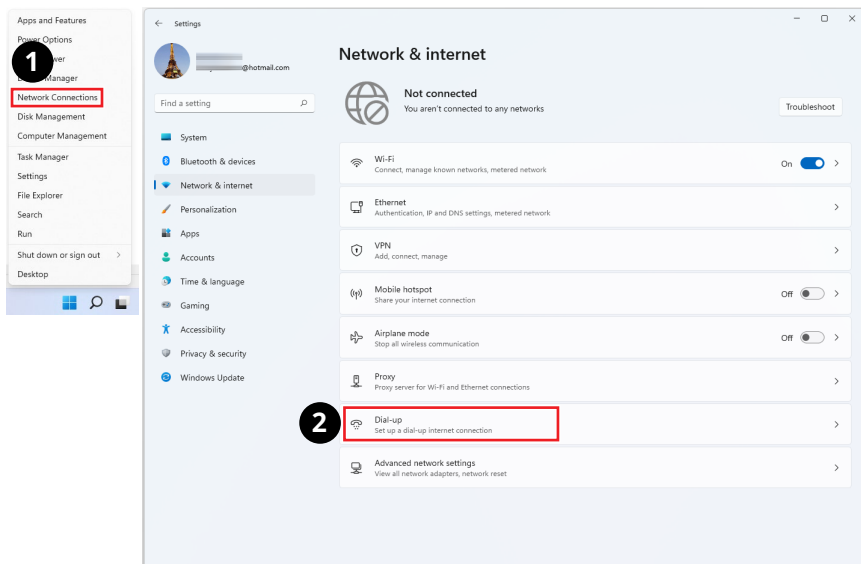 Apps and Features
Power Options
1
wer
Manager
Network Connections
Disk Management
Computer Management
Task Manager
Settings
File Explorer
Search
Run
Shut down or sign out
Desktop
Settings
@hotmail.com
Find a setting
System
Bluetooth & devices
Network & internet
Personalization
Apps
Accounts
Time & language
Gaming
Accessibility
Privacy & security
Windows Update
Network & internet
Not connected
You aren't connected to any networks
Troubleshoot
Wi-Fi
Connect, manage known networks, metered network
On
Ethernet
Authentication, IP and DNS settings, metered network
VPN
Add, connect, manage
Mobile hotspot
Share your internet connection
Off
Airplane mode
Stop all wireless communication
Off
Proxy
Proxy server for Wi-Fi and Ethernet connections
2
Dial-up
Set up a dial-up internet connection
Advanced network settings
View all network adapters, network reset